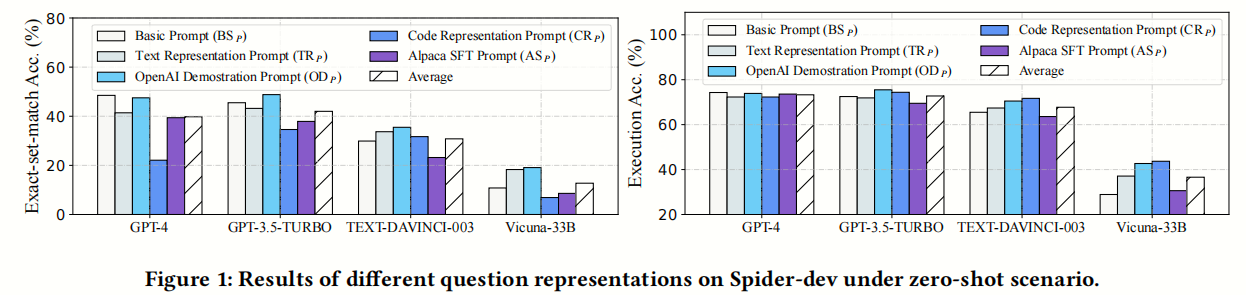 Exact-set-match Acc. (%)
80
60
40
20
0
Basic Prompt (BS P)
Text Representation Prompt (TR P)
OpenAI Demostration Prompt (OD P)
Code Representation Prompt (CR P)
Alpaca SFT Prompt (AS P)
Average
GPT-4 GPT-3.5-TURBO TEXT-DAVINCI-003 Vicuna-33B
Execution Acc. (%)
100
80
60
40
20
Basic Prompt (BS P)
Text Representation Prompt (TR P)
OpenAI Demostration Prompt (OD P)
Code Representation Prompt (CR P)
Alpaca SFT Prompt (AS P)
Average
GPT-4 GPT-3.5-TURBO TEXT-DAVINCI-003 Vicuna-33B
Figure 1: Results of different question representations on Spider-dev under zero-shot scenario.